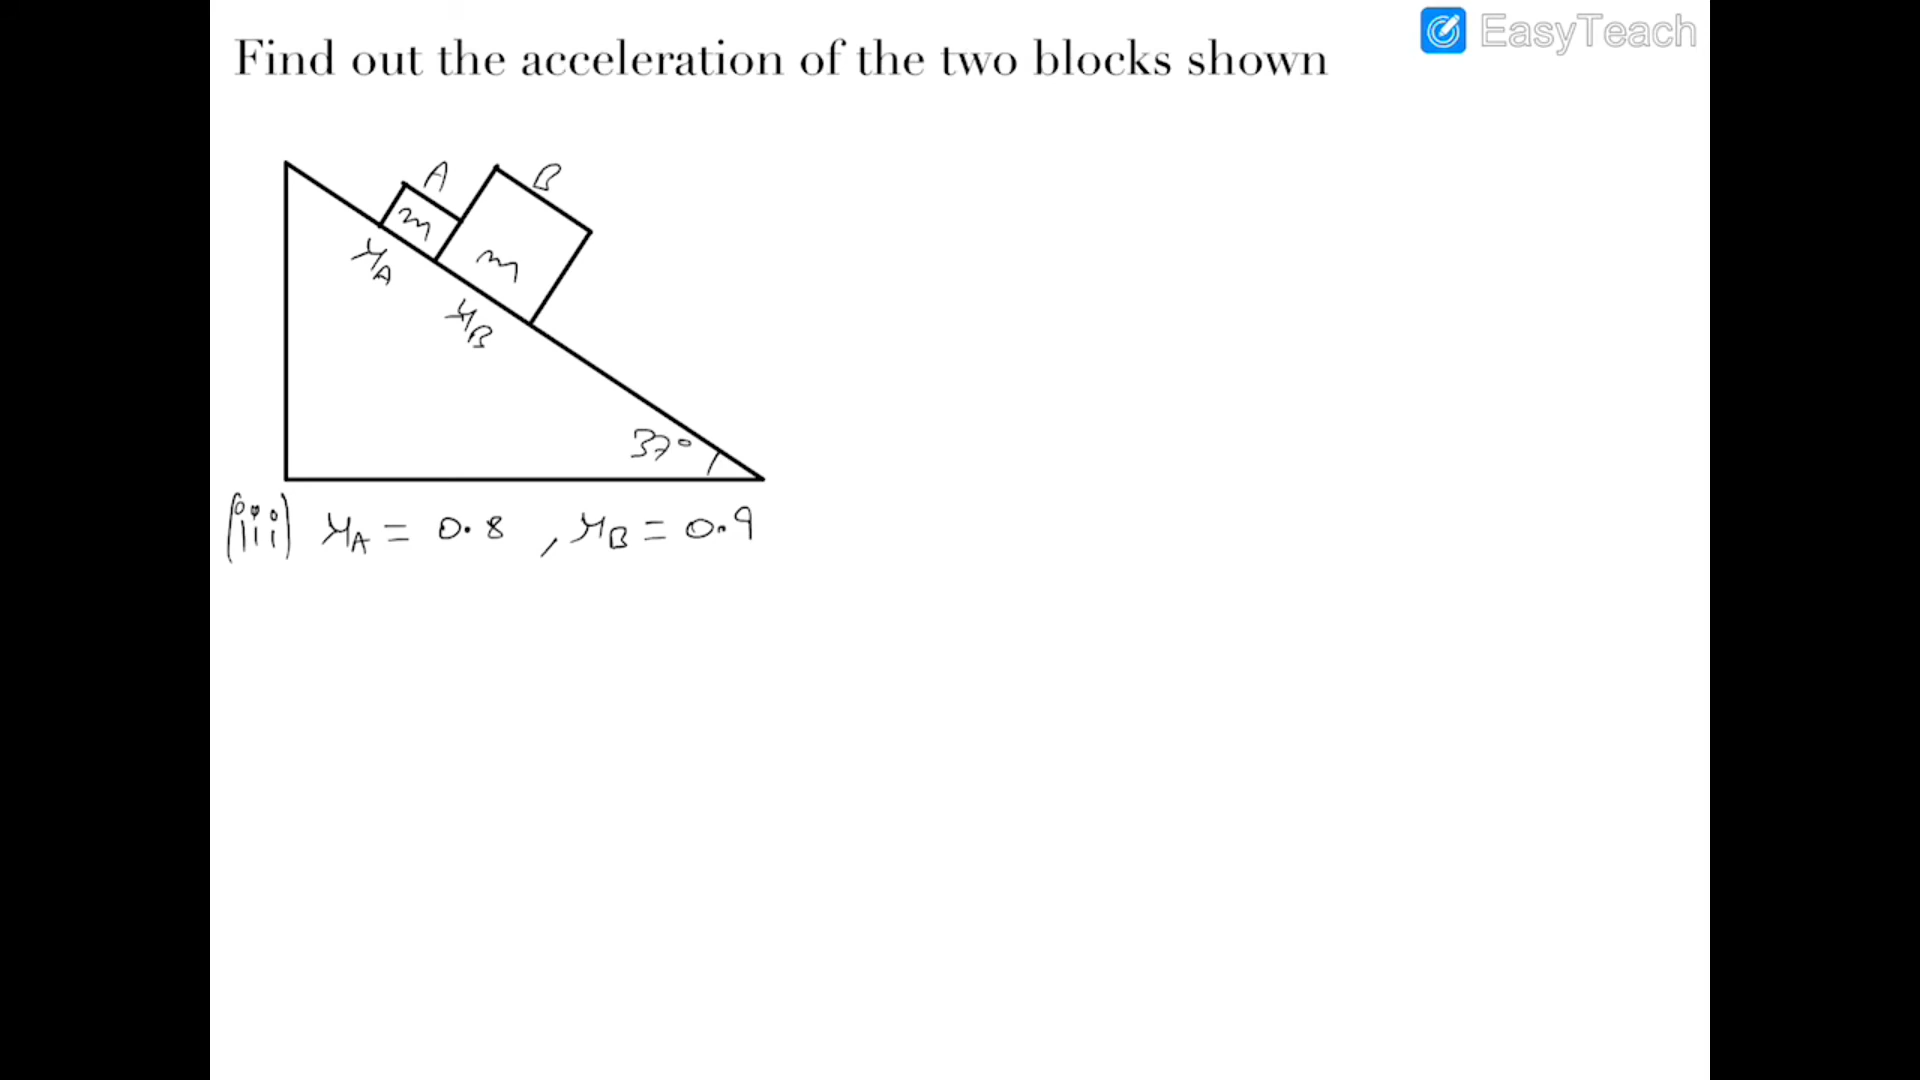 EasyTeach
Find out the acceleration of the two blocks shown
A
B
m
m
μA
μB
37°
(iii) μA = 0.8 , μB = 0.9